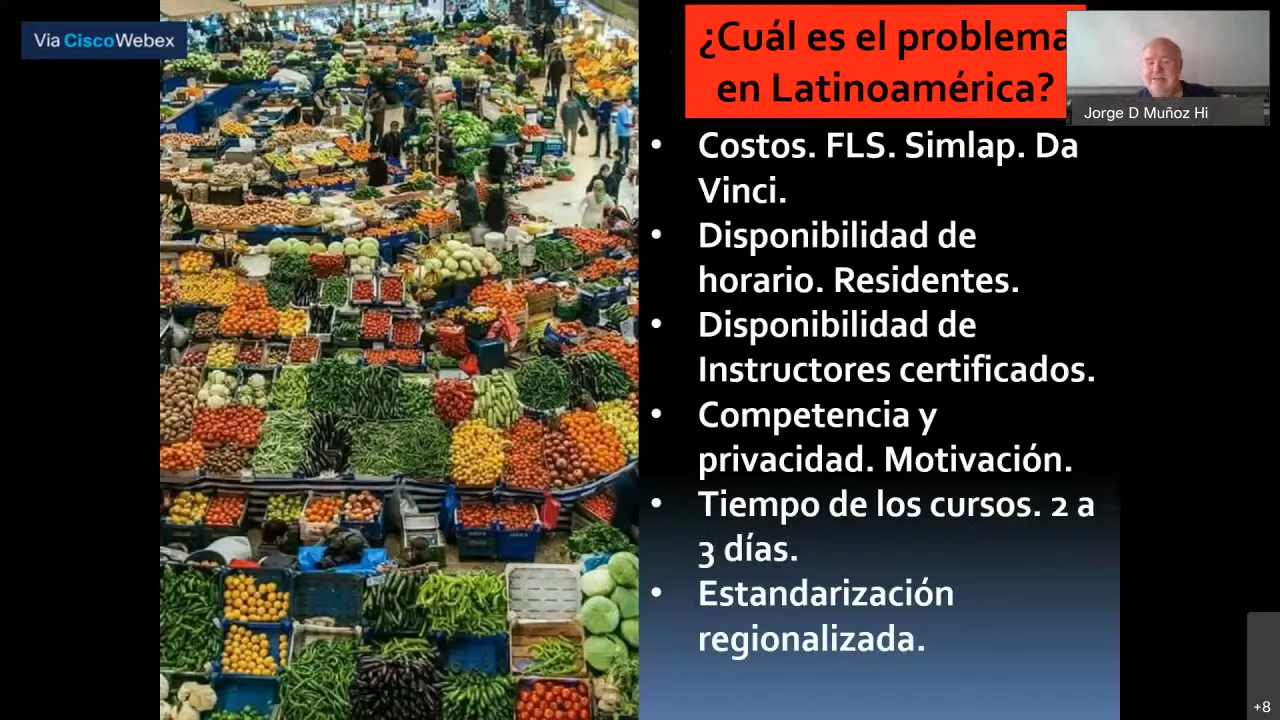 Vía CiscoWebex
¿Cuál es el problema
en Latinoamérica?
Jorge D Muñoz Hi
• Costos. FLS. Simlap. Da
Vinci.
• Disponibilidad de
horario. Residentes.
• Disponibilidad de
Instructores certificados.
• Competencia y
privacidad. Motivación.
• Tiempo de los cursos. 2 a
3 días.
• Estandarización
regionalizada.
+8